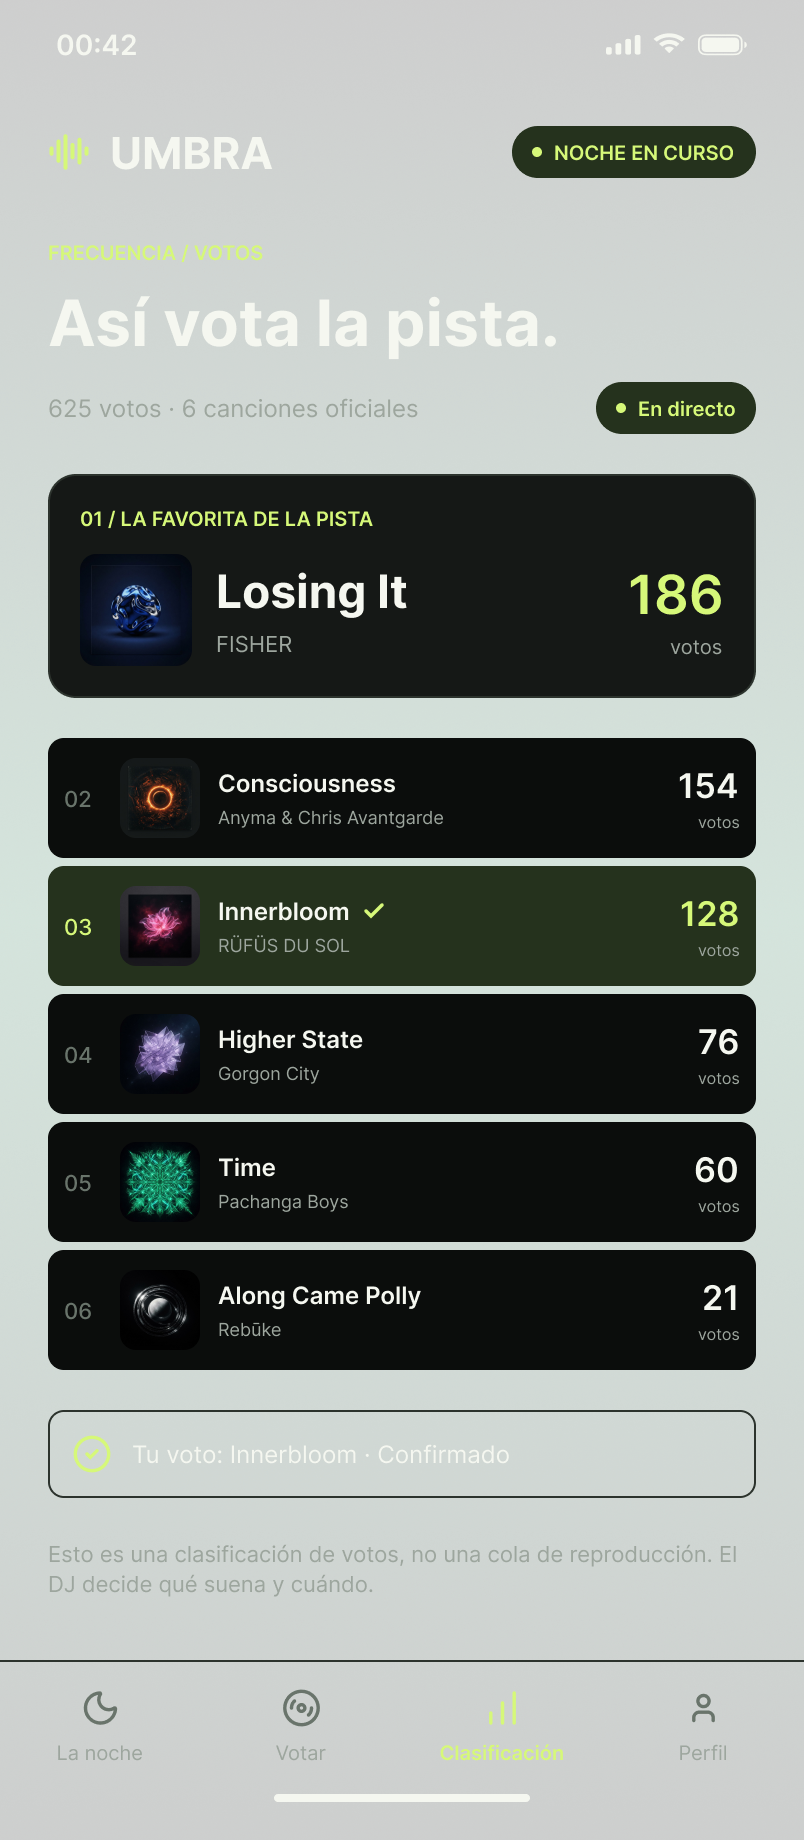 00:42
UMBRA
NOCHE EN CURSO
FRECUENCIA / VOTOS
Así vota la pista.
625 votos · 6 canciones oficiales
En directo
01 / LA FAVORITA DE LA PISTA
Losing It
186
FISHER
votos
02
Consciousness
154
Anyma & Chris Avantgarde
votos
03
Innerbloom
128
RÜFÜS DU SOL
votos
04
Higher State
76
Gorgon City
votos
05
Time
60
Pachanga Boys
votos
06
Along Came Polly
21
Rebūke
votos
Tu voto: Innerbloom · Confirmado
Esto es una clasificación de votos, no una cola de reproducción. El
DJ decide qué suena y cuándo.
La noche
Votar
Clasificación
Perfil